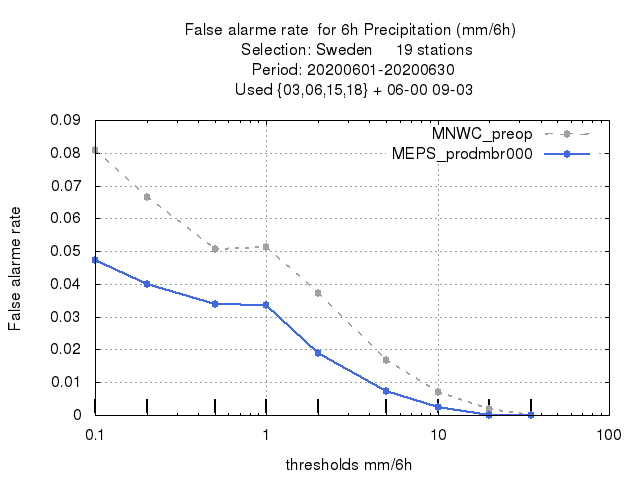 False alarme rate  for 6h Precipitation (mm/6h)
Selection: Sweden     19 stations
Period: 20200601-20200630
Used {03,06,15,18} + 06-00 09-03
MNWC_preop
MEPS_prodmbr000
False alarme rate
0.09
0.08
0.07
0.06
0.05
0.04
0.03
0.02
0.01
0
0.1 1 10 100
thresholds mm/6h